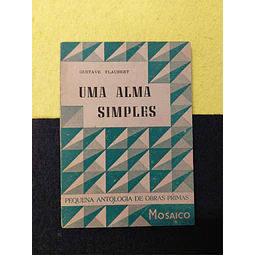 GUSTAVE FLAUBERT
UMA ALMA
SIMPLES
PEQUENA ANTOLOGIA DE OBRAS PRIMAS
MOSAICO